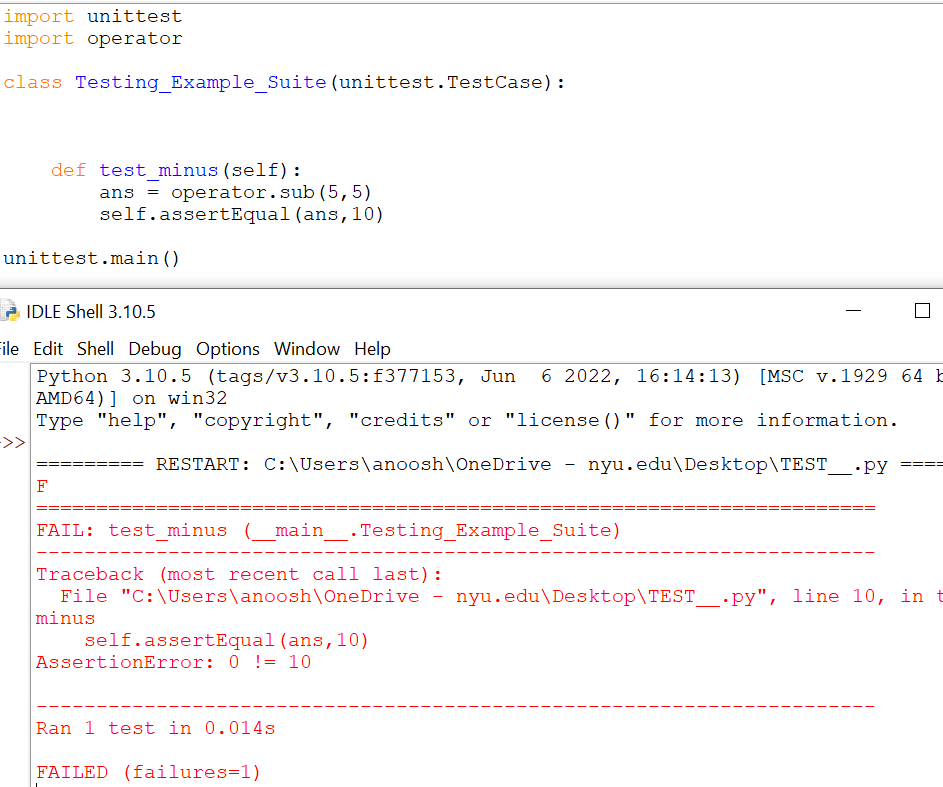 import unittest
import operator
class Testing_Example_Suite(unittest.TestCase):
def test_minus(self):
ans = operator.sub(5,5)
self.assertEqual(ans,10)
unittest.main()
IDLE Shell 3.10.5
File Edit Shell Debug Options Window Help
Python 3.10.5 (tags/v3.10.5:f377153, Jun  6 2022, 16:14:13) [MSC v.1929 64 b
AMD64)] on win32
Type "help", "copyright", "credits" or "license()" for more information.
>>
========= RESTART: C:\Users\anoosh\OneDrive - nyu.edu\Desktop\TEST__.py ====
F
======================================================================
FAIL: test_minus (__main__.Testing_Example_Suite)
----------------------------------------------------------------------
Traceback (most recent call last):
File "C:\Users\anoosh\OneDrive - nyu.edu\Desktop\TEST__.py", line 10, in t
minus
self.assertEqual(ans,10)
AssertionError: 0 != 10
----------------------------------------------------------------------
Ran 1 test in 0.014s
FAILED (failures=1)